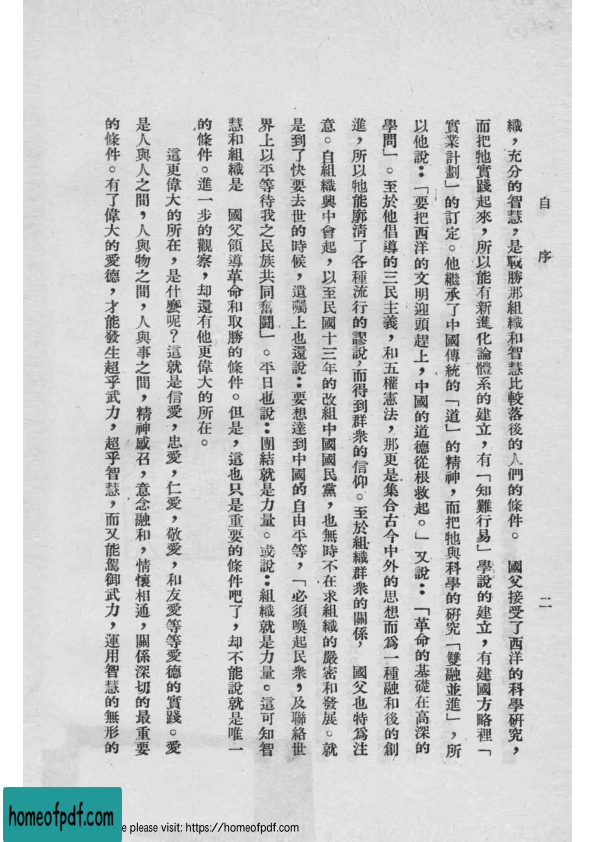 自序
二
織，充分的智慧，是戰勝那組織和智慧比較落後的人們的條件。　國父接受了西洋的科學研究，
而把牠實踐起來，所以能有新進化論體系的建立，有「知難行易」學說的建立，有建國方略裡「
實業計劃」的訂定。他繼承了中國傳統的「道」的精神，而把牠與科學的研究「雙融並進」，所
以他說：「要把西洋的文明迎頭趕上，中國的道德從根救起。」又說：「革命的基礎在高深的
學問」。至於他倡導的三民主義，和五權憲法，那更是集合古今中外的思想而爲一種融和後的創
進，所以牠能廓清了各種流行的謬說，而得到群衆的信仰。至於組織群衆的關係，　國父也特爲注
意。自組織興中會起，以至民國十三年的改組中國國民黨，也無時不在求組織的嚴密和發展。就
是到了快要去世的時候，遺囑上也還說：要想達到中國的自由平等，「必須喚起民衆，及聯絡世
界上以平等待我之民族共同奮鬪」。平日也說：團結就是力量。或說：組織就是力量。這可知智
慧和組織是　國父領導革命和取勝的條件。但是，這也只是重要的條件吧了，却不能說就是唯一
的條件。進一步的觀察，却還有他更偉大的所在。
這更偉大的所在，是什麽呢？這就是信愛，忠愛，仁愛，敬愛，和友愛等等愛德的實踐。愛
是人與人之間，人與物之間，人與事之間，精神感召，意念融和，情懷相通，關係深切的最重要
的條件。有了偉大的愛德，才能發生超乎武力，超乎智慧，而又能駕御武力，運用智慧的無形的
homeofpdf.com
e please visit: https://homeofpdf.com